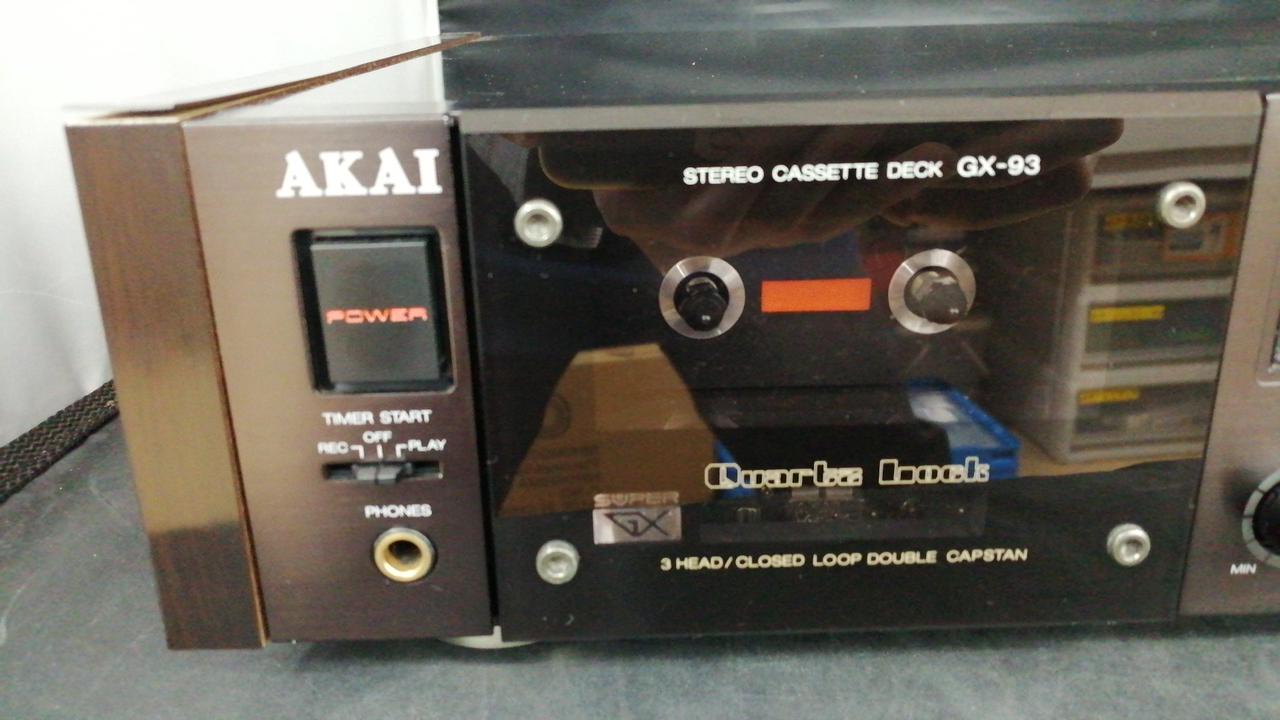 AKAI
POWER
TIMER START
OFF
REC PLAY
PHONES
STEREO CASSETTE DECK GX-93
Quartz Lock
SUPER
GX
3 HEAD/CLOSED LOOP DOUBLE CAPSTAN
MIN